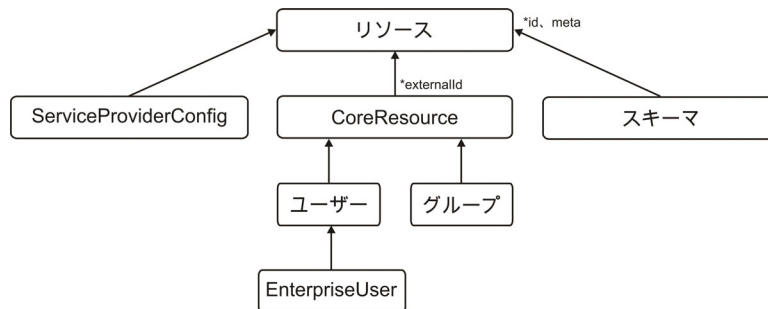 リソース
*id、meta
*externalId
ServiceProviderConfig
CoreResource
スキーマ
ユーザー
グループ
EnterpriseUser